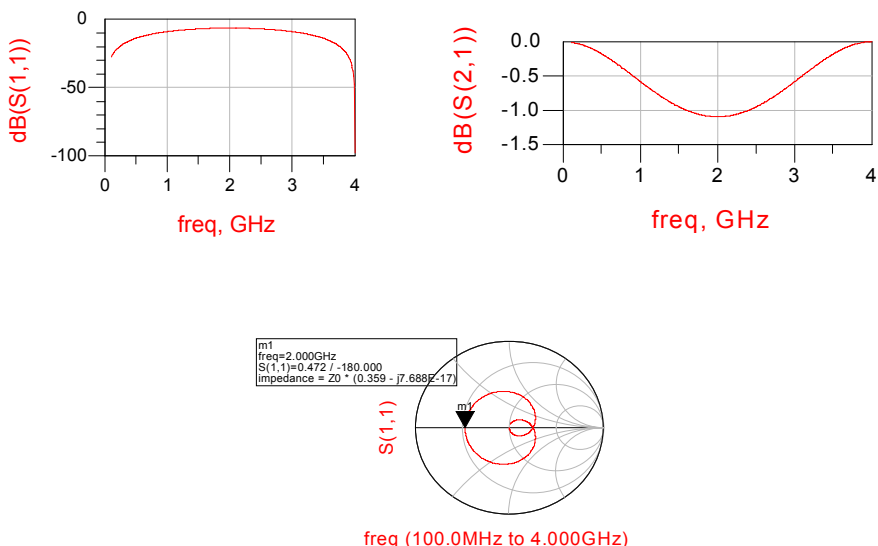 dB(S(1,1))
0
-50
-100
0 1 2 3 4
freq, GHz
dB(S(2,1))
0.0
-0.5
-1.0
-1.5
0 1 2 3 4
freq, GHz
m1
freq=2.000GHz
S(1,1)=0.472 / -180.000
impedance = Z0 * (0.359 - j7.688E-17)
m1
S(1,1)
freq (100.0MHz to 4.000GHz)